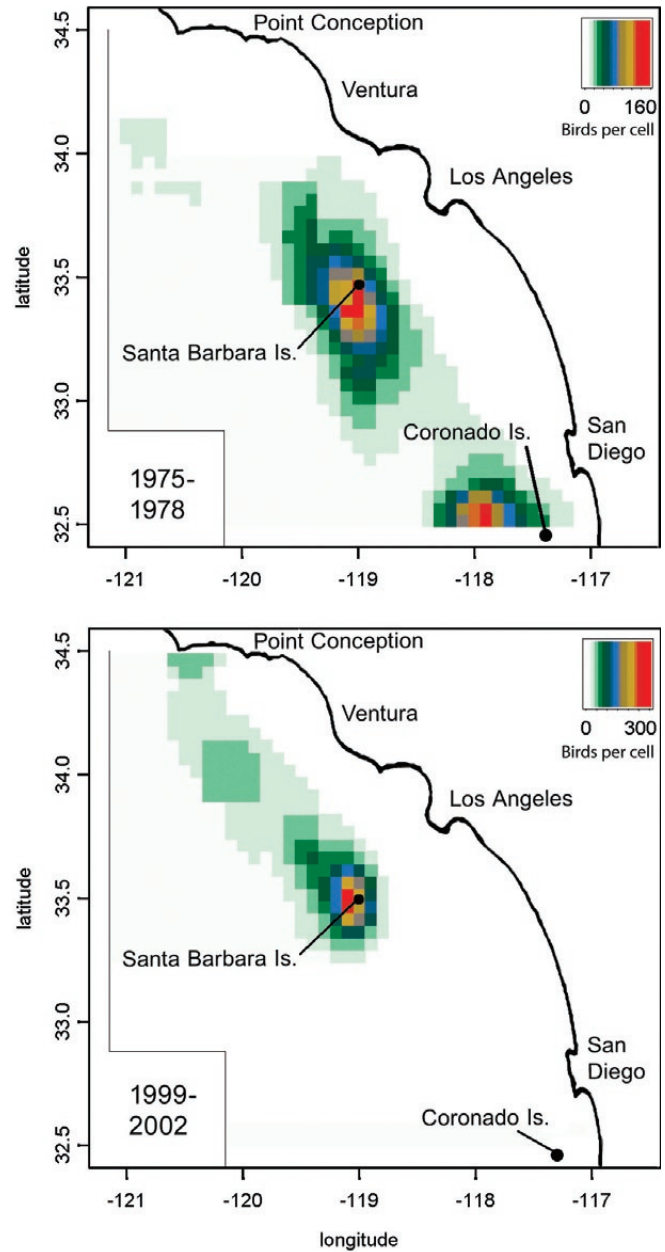 34.5
34.0
33.5
33.0
32.5
latitude
Point Conception
Ventura
Los Angeles
Santa Barbara Is.
Coronado Is.
San
Diego
1975-
1978
0 160
Birds per cell
-121 -120 -119 -118 -117
34.5
34.0
33.5
33.0
32.5
latitude
Point Conception
Ventura
Los Angeles
Santa Barbara Is.
San
Diego
Coronado Is.
1999-
2002
0 300
Birds per cell
-121 -120 -119 -118 -117
longitude